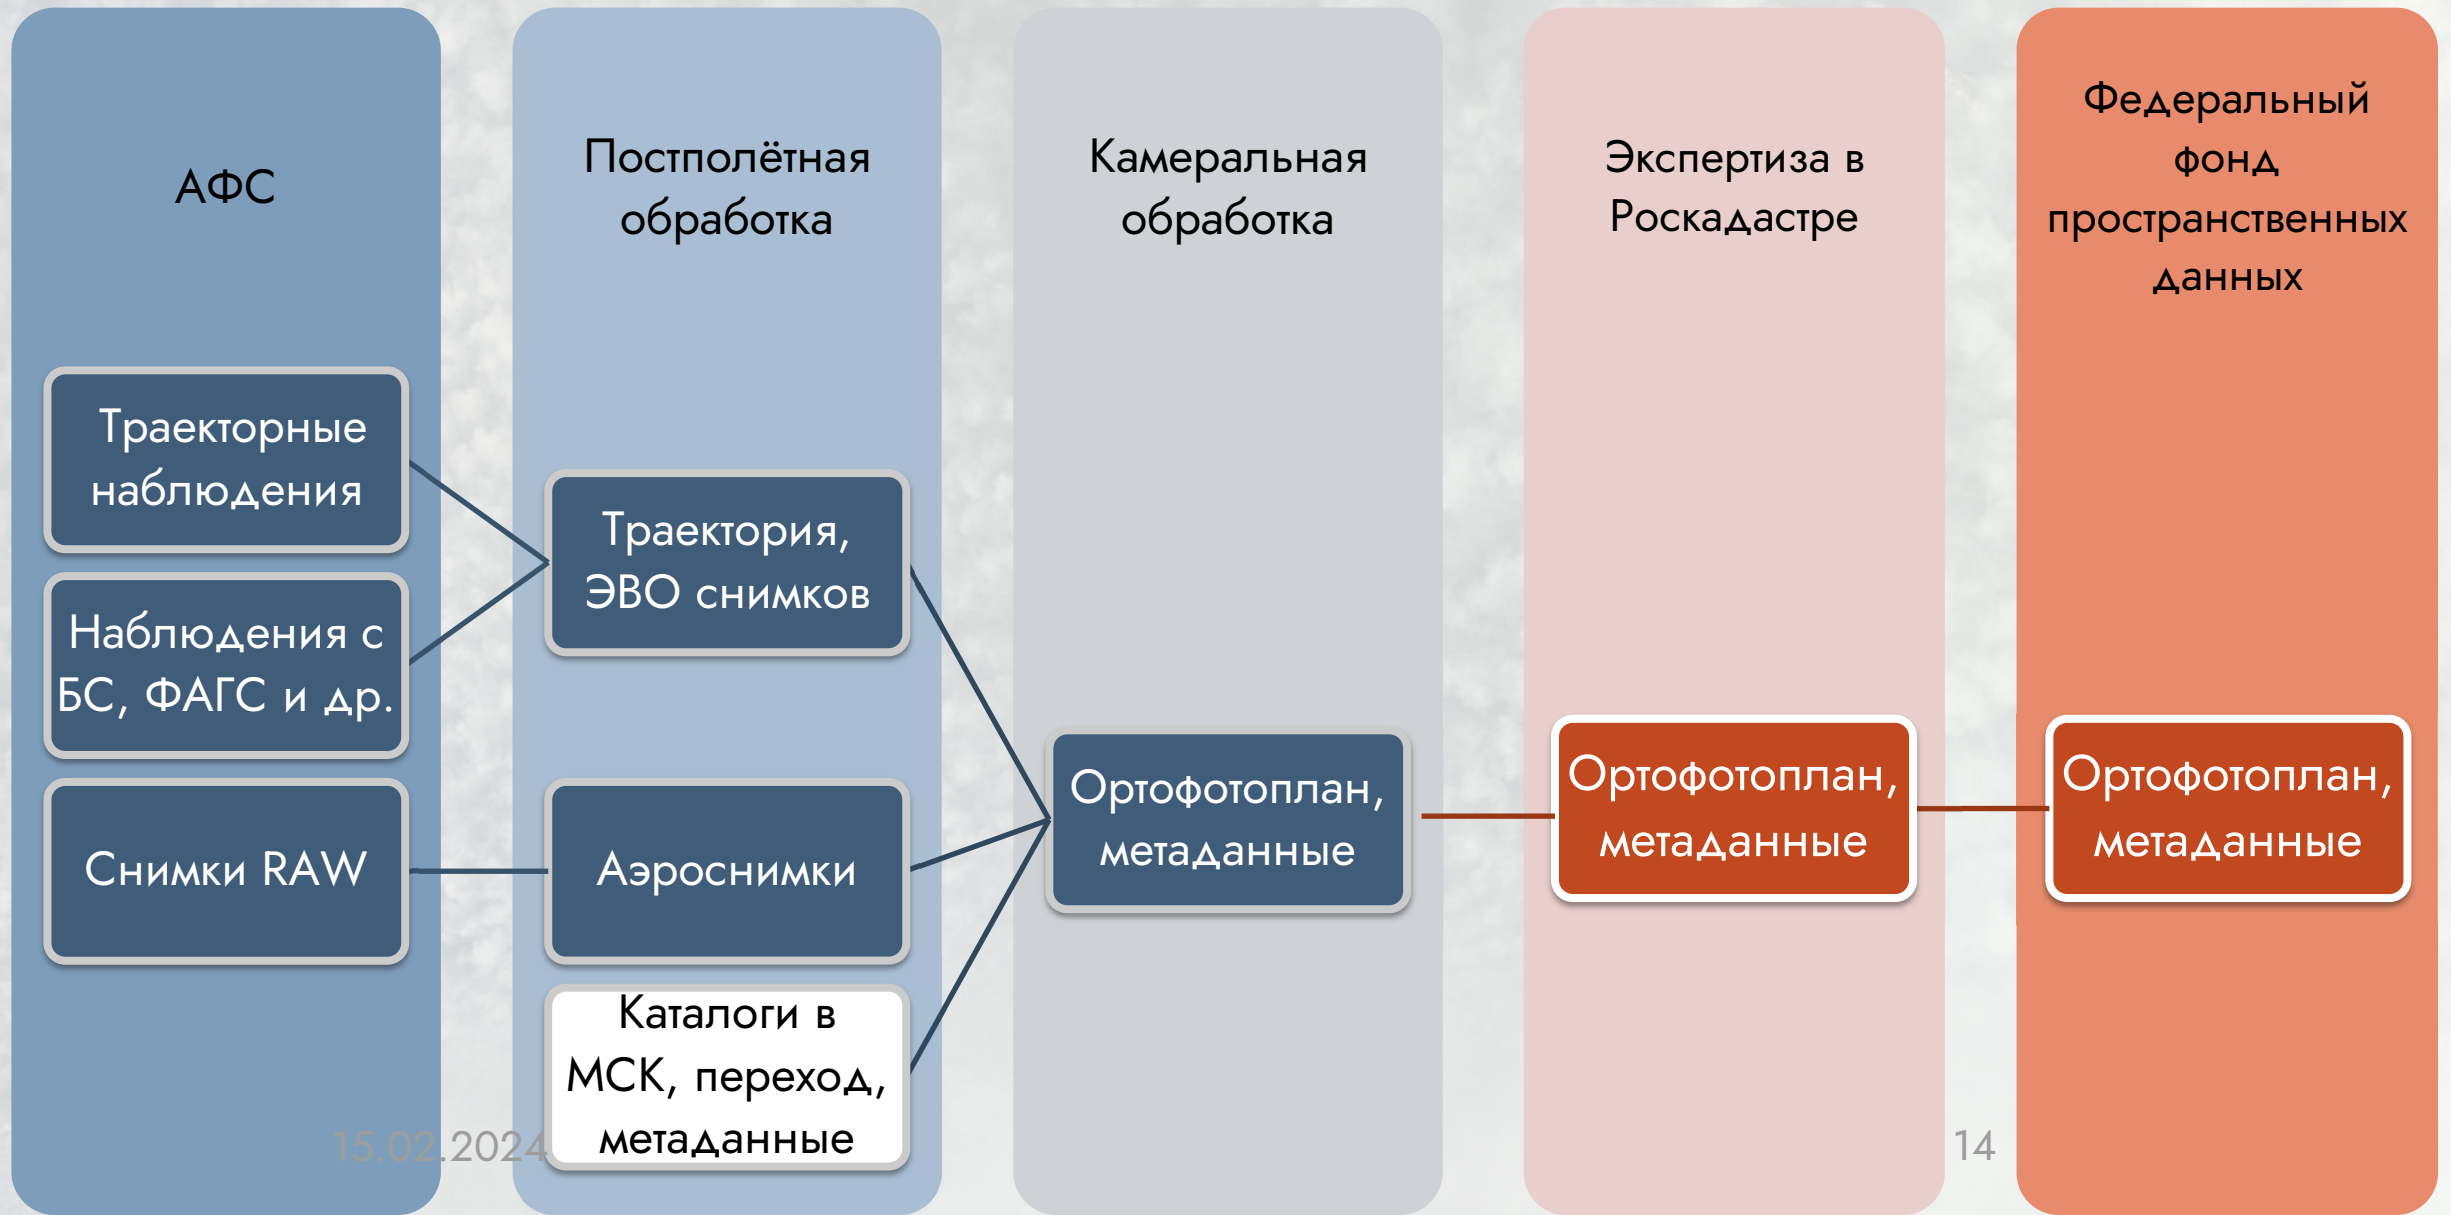 АФС
Постполётная
обработка
Камеральная
обработка
Экспертиза в
Роскадастре
Федеральный
фонд
пространственных
данных
Траекторные
наблюдения
Наблюдения с
БС, ФАГС и др.
Снимки RAW
Траектория,
ЭВО снимков
Аэроснимки
Каталоги в
МСК, переход,
метаданные
Ортофотоплан,
метаданные
Ортофотоплан,
метаданные
Ортофотоплан,
метаданные
15.02.2024
14